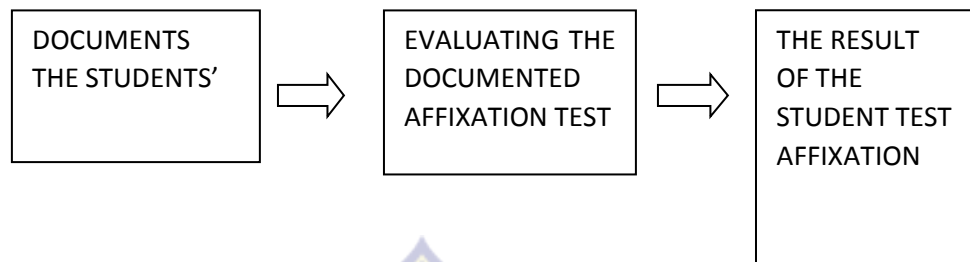 DOCUMENTS
THE STUDENTS’
EVALUATING THE
DOCUMENTED
AFFIXATION TEST
THE RESULT
OF THE
STUDENT TEST
AFFIXATION